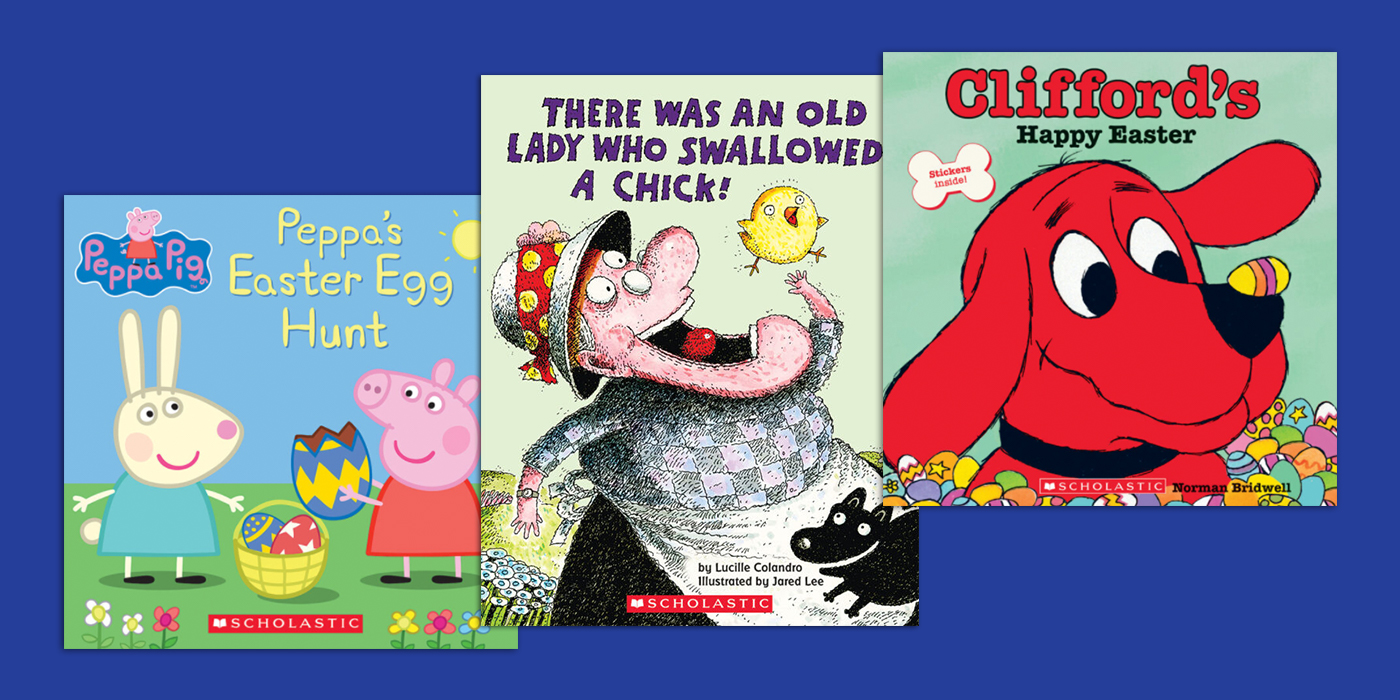 Peppa Pig
Peppa's
Easter Egg
Hunt
SCHOLASTIC
THERE WAS AN OLD
LADY WHO SWALLOWED
A CHICK!
by Lucille Colandro
Illustrated by Jared Lee
SCHOLASTIC
Clifford's
Happy Easter
Stickers
inside!
SCHOLASTIC Norman Bridwell